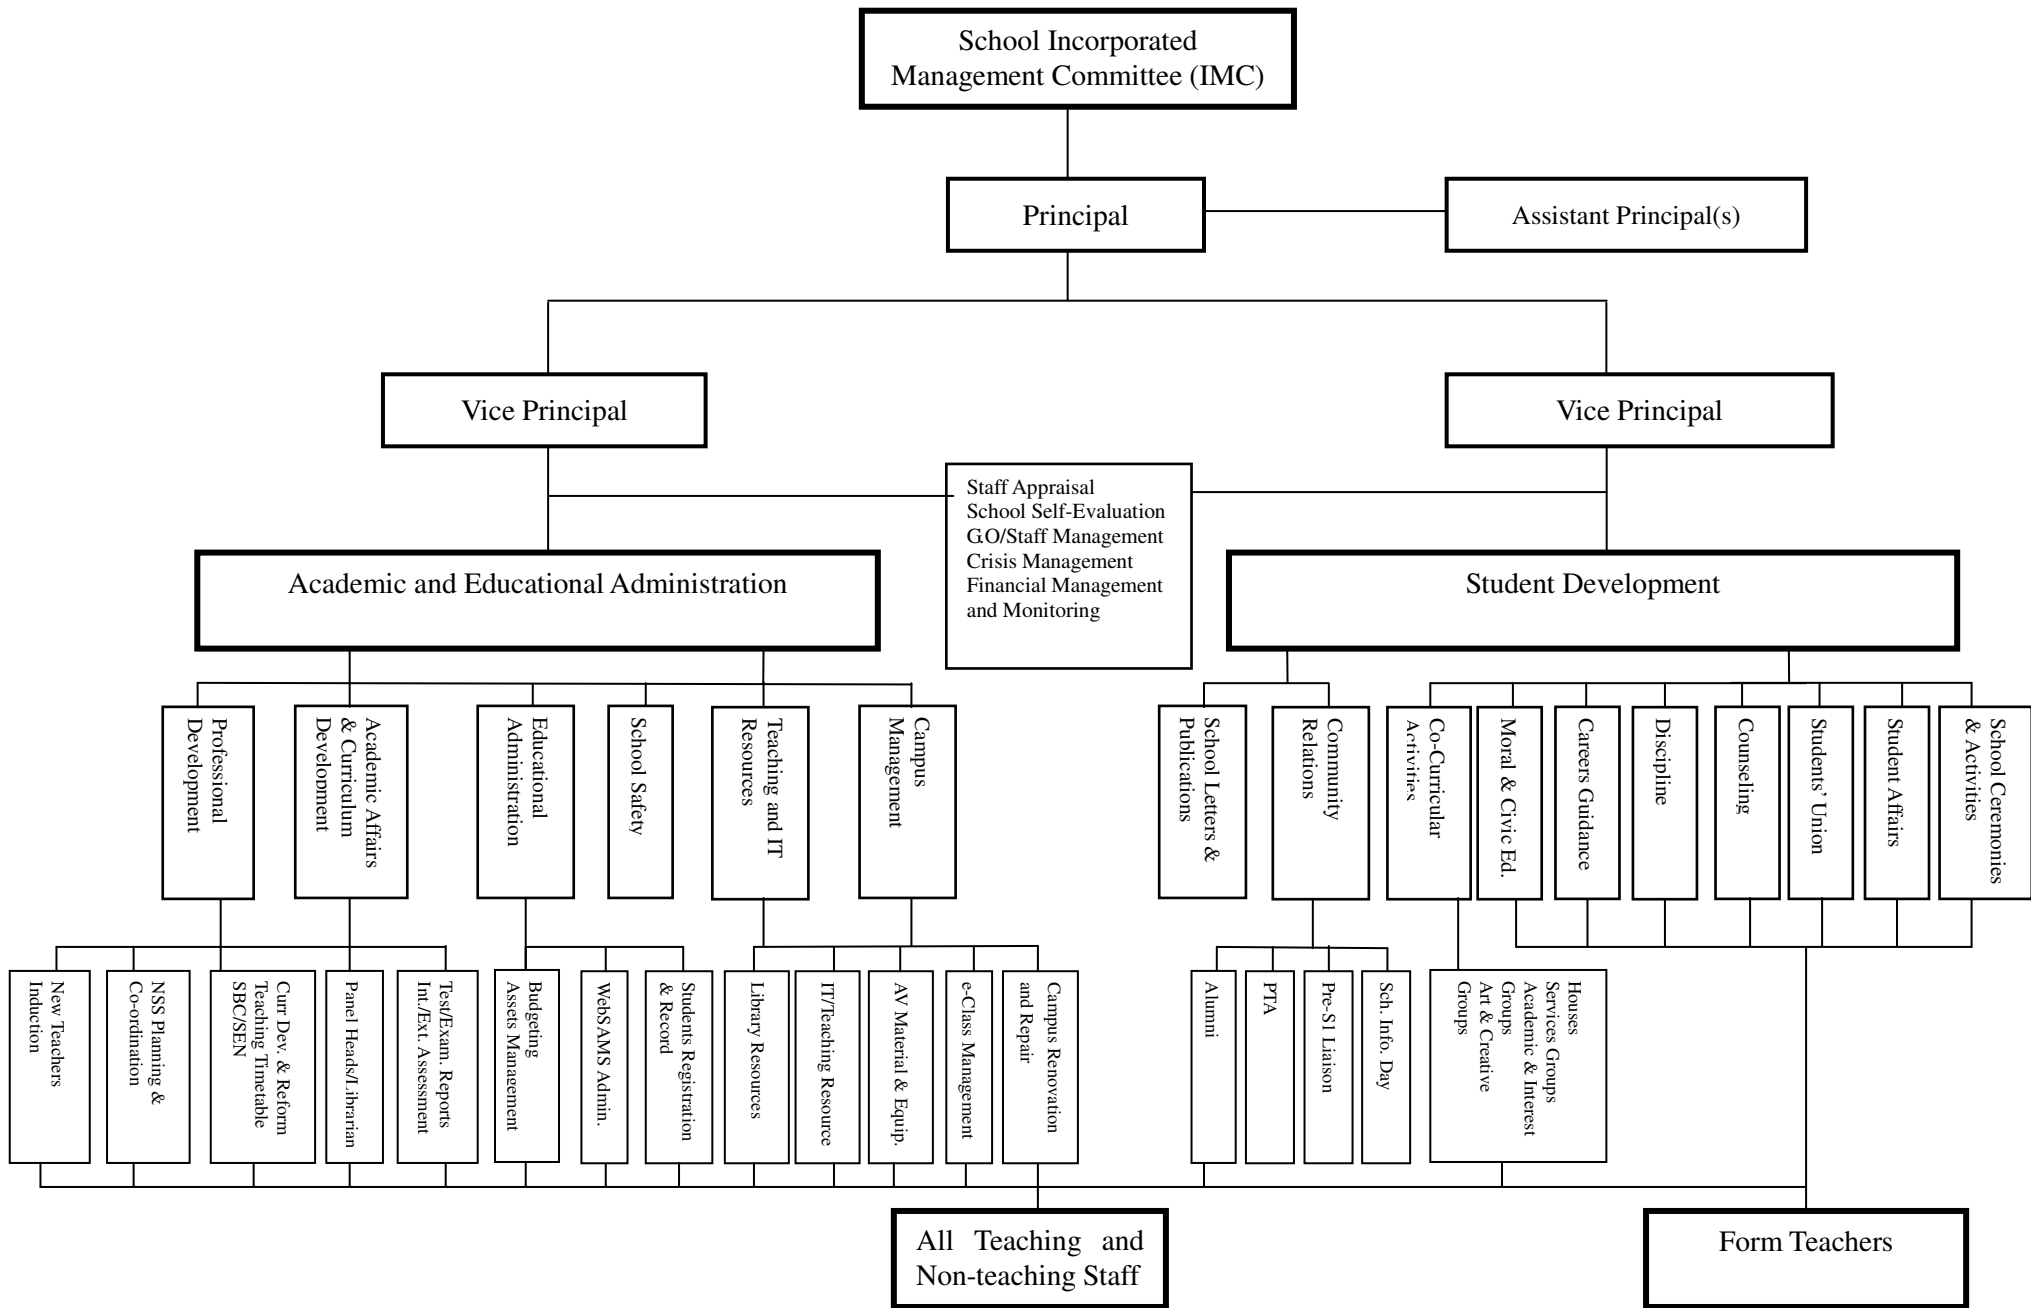 School Incorporated
Management Committee (IMC)
Principal
Assistant Principal(s)
Vice Principal
Vice Principal
Staff Appraisal
School Self-Evaluation
G.O/Staff Management
Crisis Management
Financial Management
and Monitoring
Academic and Educational Administration
Student Development
Professional
Development
Academic Affairs
& Curriculum
Development
Educational
Administration
School Safety
Teaching and IT
Resources
Campus
Management
School Letters &
Publications
Community
Relations
Co-Curricular
Activities
Moral & Civic Ed.
Careers Guidance
Discipline
Counseling
Students' Union
Student Affairs
School Ceremonies
& Activities
New Teachers
Induction
NSS Planning &
Co-ordination
Curr Dev. & Reform
Teaching Timetable
SBC/SEN
Panel Heads/Librarian
Test/Exam. Reports
Int./Ext. Assessment
Budgeting
Assets Management
WebSAMS Admin.
Students Registration
& Record
Library Resources
IT/Teaching Resource
AV Material & Equip.
e-Class Management
Campus Renovation
and Repair
Alumni
PTA
Pre-S1 Liaison
Sch. Info. Day
Houses
Services Groups
Academic & Interest
Groups
Art & Creative
Groups
All Teaching and
Non-teaching Staff
Form Teachers